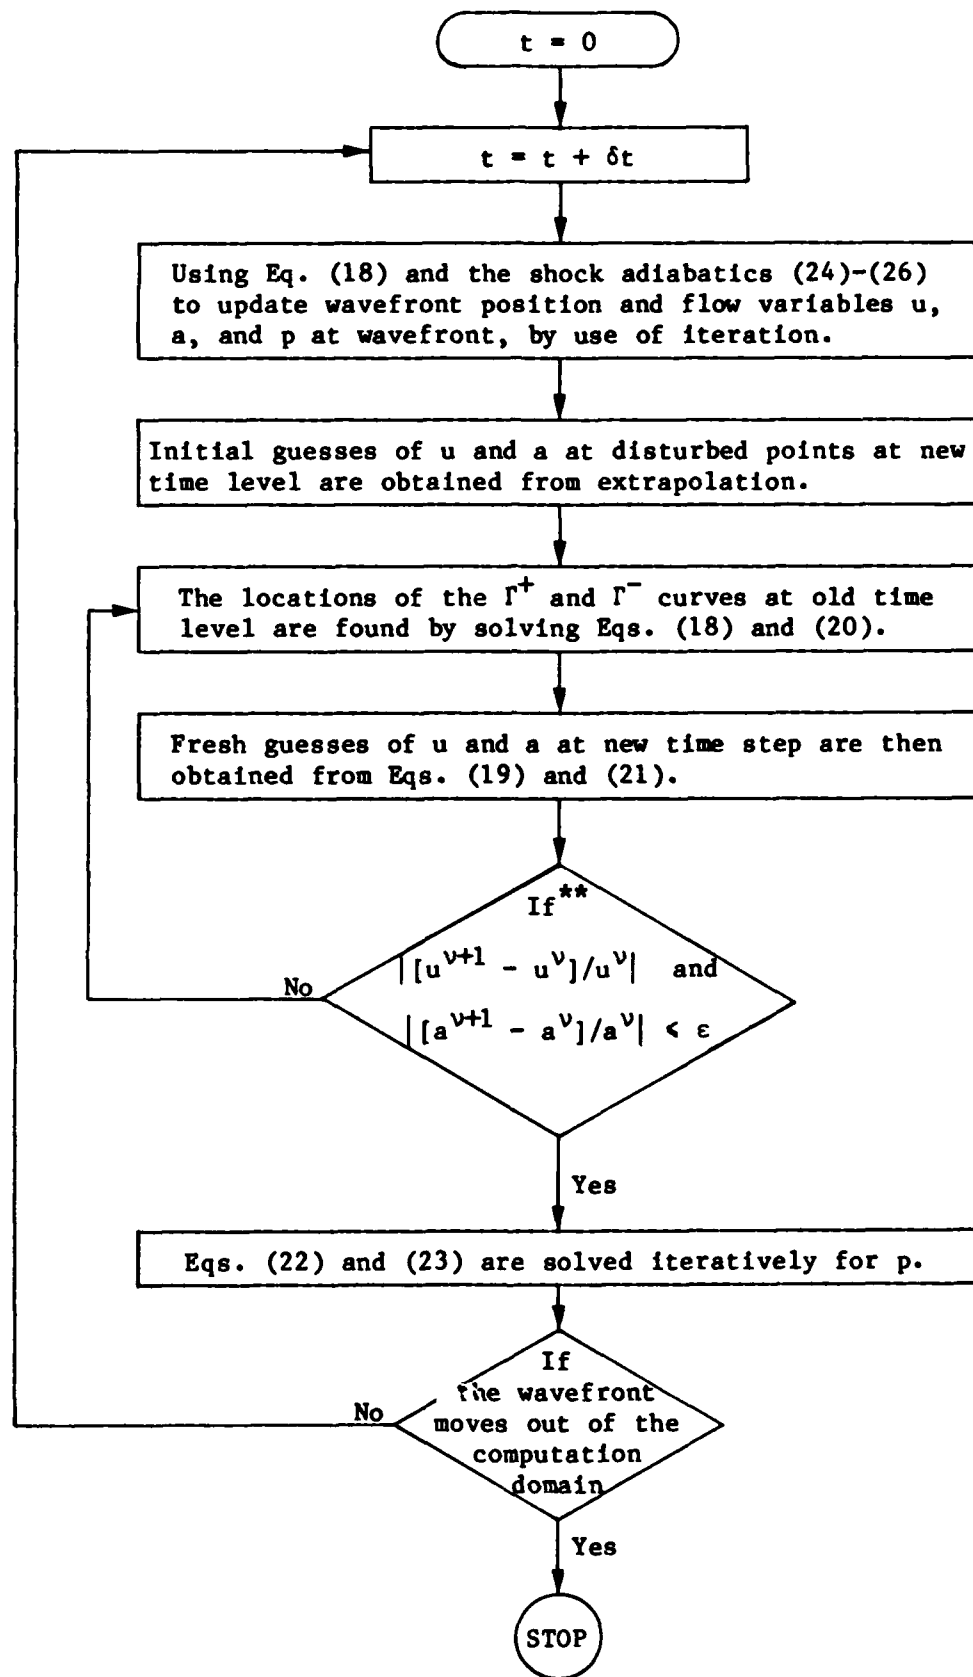 t = 0
t = t + δt
Using Eq. (18) and the shock adiabatics (24)-(26)
to update wavefront position and flow variables u,
a, and p at wavefront, by use of iteration.
Initial guesses of u and a at disturbed points at new
time level are obtained from extrapolation.
The locations of the Γ⁺ and Γ⁻ curves at old time
level are found by solving Eqs. (18) and (20).
Fresh guesses of u and a at new time step are then
obtained from Eqs. (19) and (21).
If**
|[u^ν+1 - u^ν]/u^ν| and
No
|[a^ν+1 - a^ν]/a^ν| < ε
Yes
Eqs. (22) and (23) are solved iteratively for p.
If
the wavefront
No
moves out of the
computation
domain
Yes
STOP